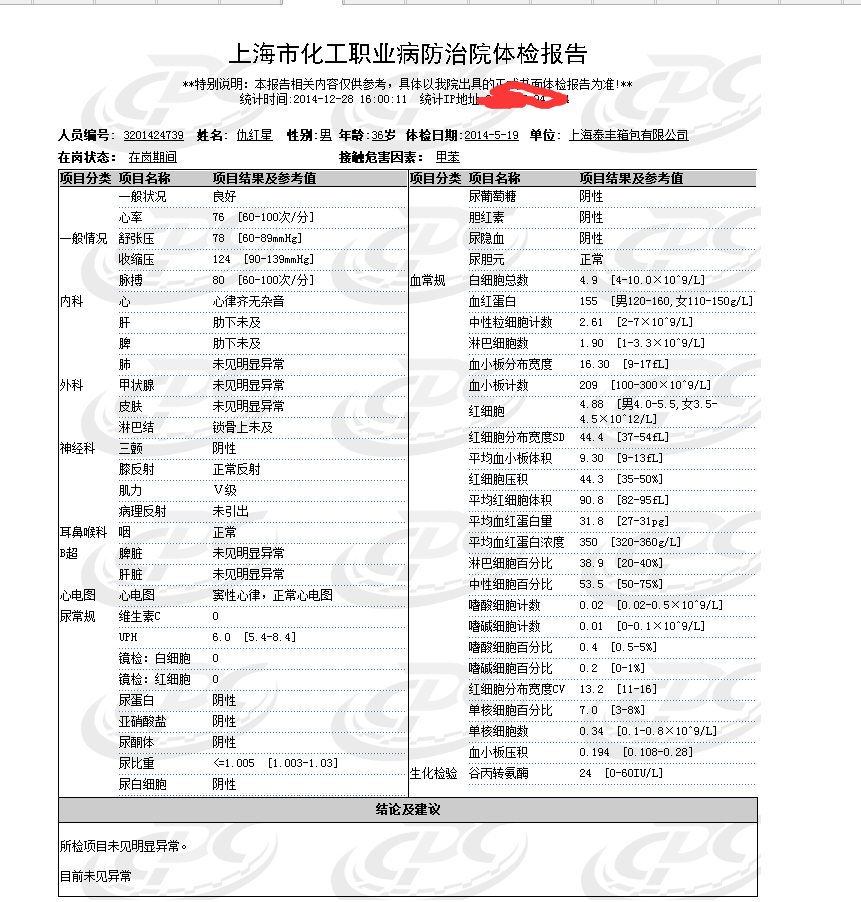 上海市化工职业病防治院体检报告
**特别说明: 本报告相关内容仅供参考，具体以我院出具的正式书面体检报告为准!**
统计时间:2014-12-28 16:00:11 统计IP地址
人员编号: 3201424739 姓名: 仇红星 性别:男 年龄:36岁 体检日期:2014-5-19 单位: 上海泰丰箱包有限公司
在岗状态: 在岗期间 接触危害因素: 甲苯
项目分类 项目名称 项目结果及参考值
一般状况 良好
心率 76 [60-100次/分]
一般情况 舒张压 78 [60-89mmHg]
收缩压 124 [90-139mmHg]
脉搏 80 [60-100次/分]
内科 心 心律齐无杂音
肝 肋下未及
脾 肋下未及
肺 未见明显异常
外科 甲状腺 未见明显异常
皮肤 未见明显异常
淋巴结 锁骨上未及
神经科 三颤 阴性
膝反射 正常反射
肌力 Ⅴ级
病理反射 未引出
耳鼻喉科 咽 正常
B超 脾脏 未见明显异常
肝脏 未见明显异常
心电图 心电图 窦性心律，正常心电图
尿常规 维生素C 0
UPH 6.0 [5.4-8.4]
镜检: 白细胞 0
镜检: 红细胞 0
尿蛋白 阴性
亚硝酸盐 阴性
尿酮体 阴性
尿比重 <=1.005 [1.003-1.03]
尿白细胞 阴性
项目分类 项目名称 项目结果及参考值
尿葡萄糖 阴性
胆红素 阴性
尿隐血 阴性
尿胆元 正常
血常规 白细胞总数 4.9 [4-10.0×10^9/L]
血红蛋白 155 [男120-160,女110-150g/L]
中性粒细胞计数 2.61 [2-7×10^9/L]
淋巴细胞数 1.90 [1-3.3×10^9/L]
血小板分布宽度 16.30 [9-17fL]
血小板计数 209 [100-300×10^9/L]
红细胞 4.88 [男4.0-5.5,女3.5-
4.5×10^12/L]
红细胞分布宽度SD 44.4 [37-54fL]
平均血小板体积 9.30 [9-13fL]
红细胞压积 44.3 [35-50%]
平均红细胞体积 90.8 [82-95fL]
平均血红蛋白量 31.8 [27-31pg]
平均血红蛋白浓度 350 [320-360g/L]
淋巴细胞百分比 38.9 [20-40%]
中性细胞百分比 53.5 [50-75%]
嗜酸细胞计数 0.02 [0.02-0.5×10^9/L]
嗜碱细胞计数 0.01 [0-0.1×10^9/L]
嗜酸细胞百分比 0.4 [0.5-5%]
嗜碱细胞百分比 0.2 [0-1%]
红细胞分布宽度CV 13.2 [11-16]
单核细胞百分比 7.0 [3-8%]
单核细胞数 0.34 [0.1-0.8×10^9/L]
血小板压积 0.194 [0.108-0.28]
生化检验 谷丙转氨酶 24 [0-60IU/L]
结论及建议
所检项目未见明显异常。
目前未见异常